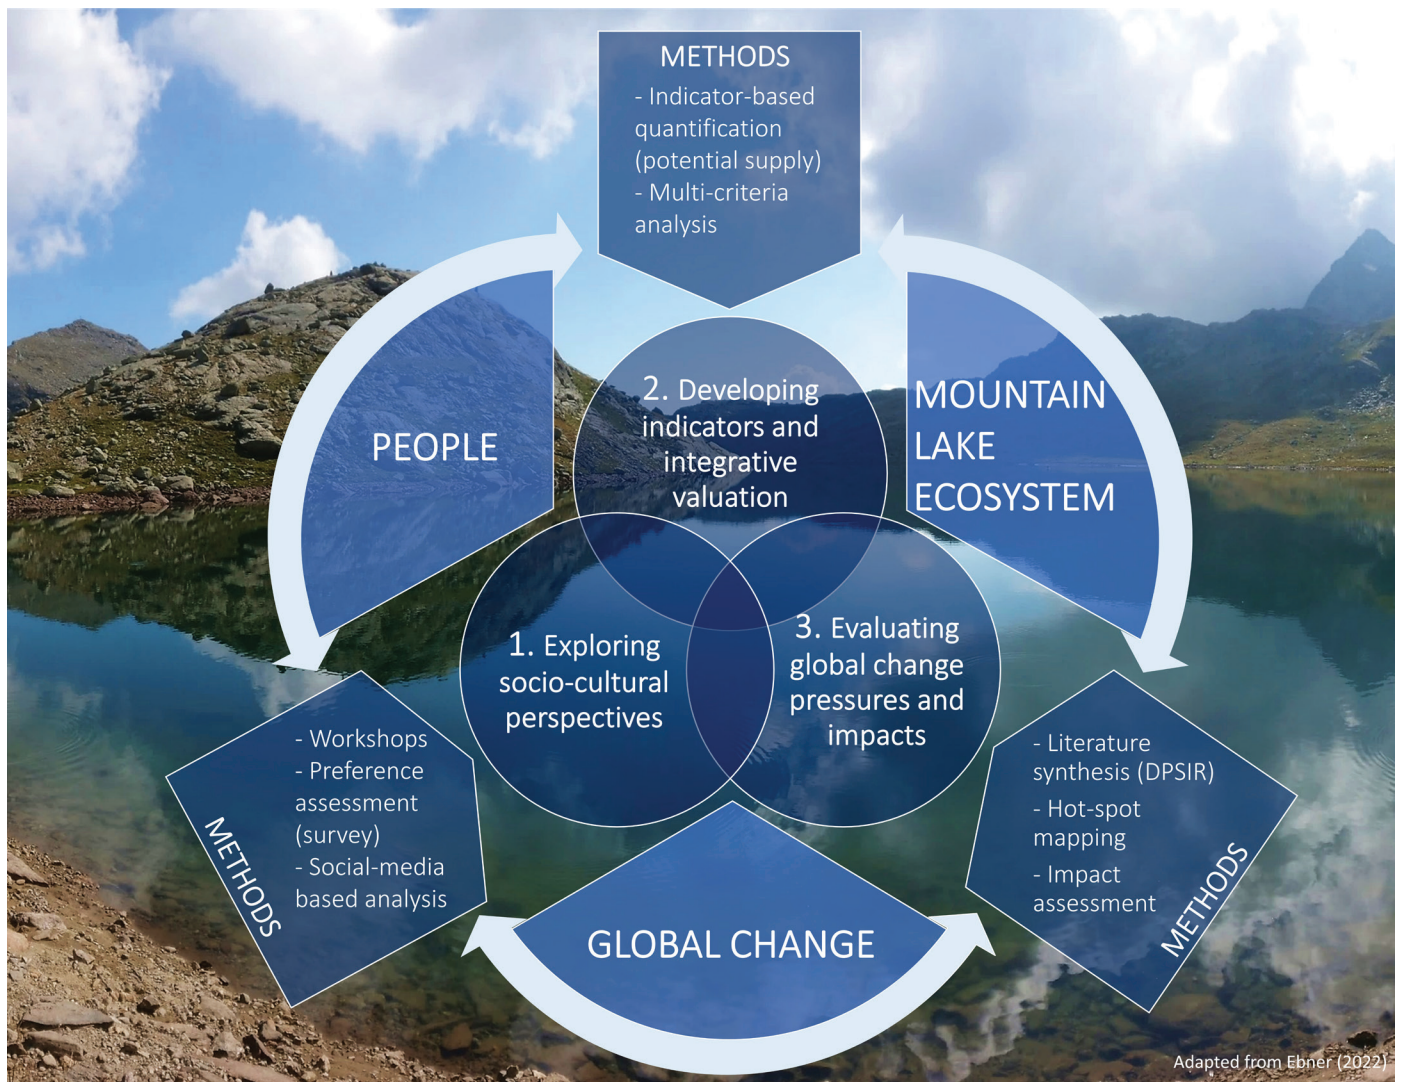 METHODS
- Indicator-based
quantification
(potential supply)
- Multi-criteria
analysis
PEOPLE
MOUNTAIN
LAKE
ECOSYSTEM
2. Developing
indicators and
integrative
valuation
1. Exploring
socio-cultural
perspectives
3. Evaluating
global change
pressures and
impacts
METHODS
- Workshops
- Preference
assessment
(survey)
- Social-media
based analysis
- Literature
synthesis (DPSIR)
- Hot-spot
mapping
- Impact
assessment
METHODS
GLOBAL CHANGE
Adapted from Ebner (2022)